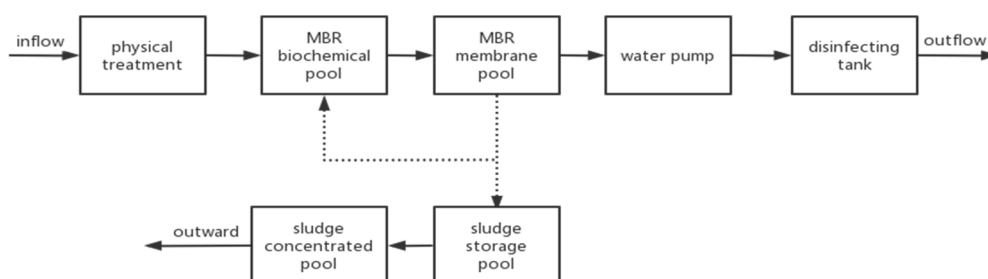 inflow
physical
treatment
MBR
biochemical
pool
MBR
membrane
pool
water pump
disinfecting
tank
outflow
outward
sludge
concentrated
pool
sludge
storage
pool